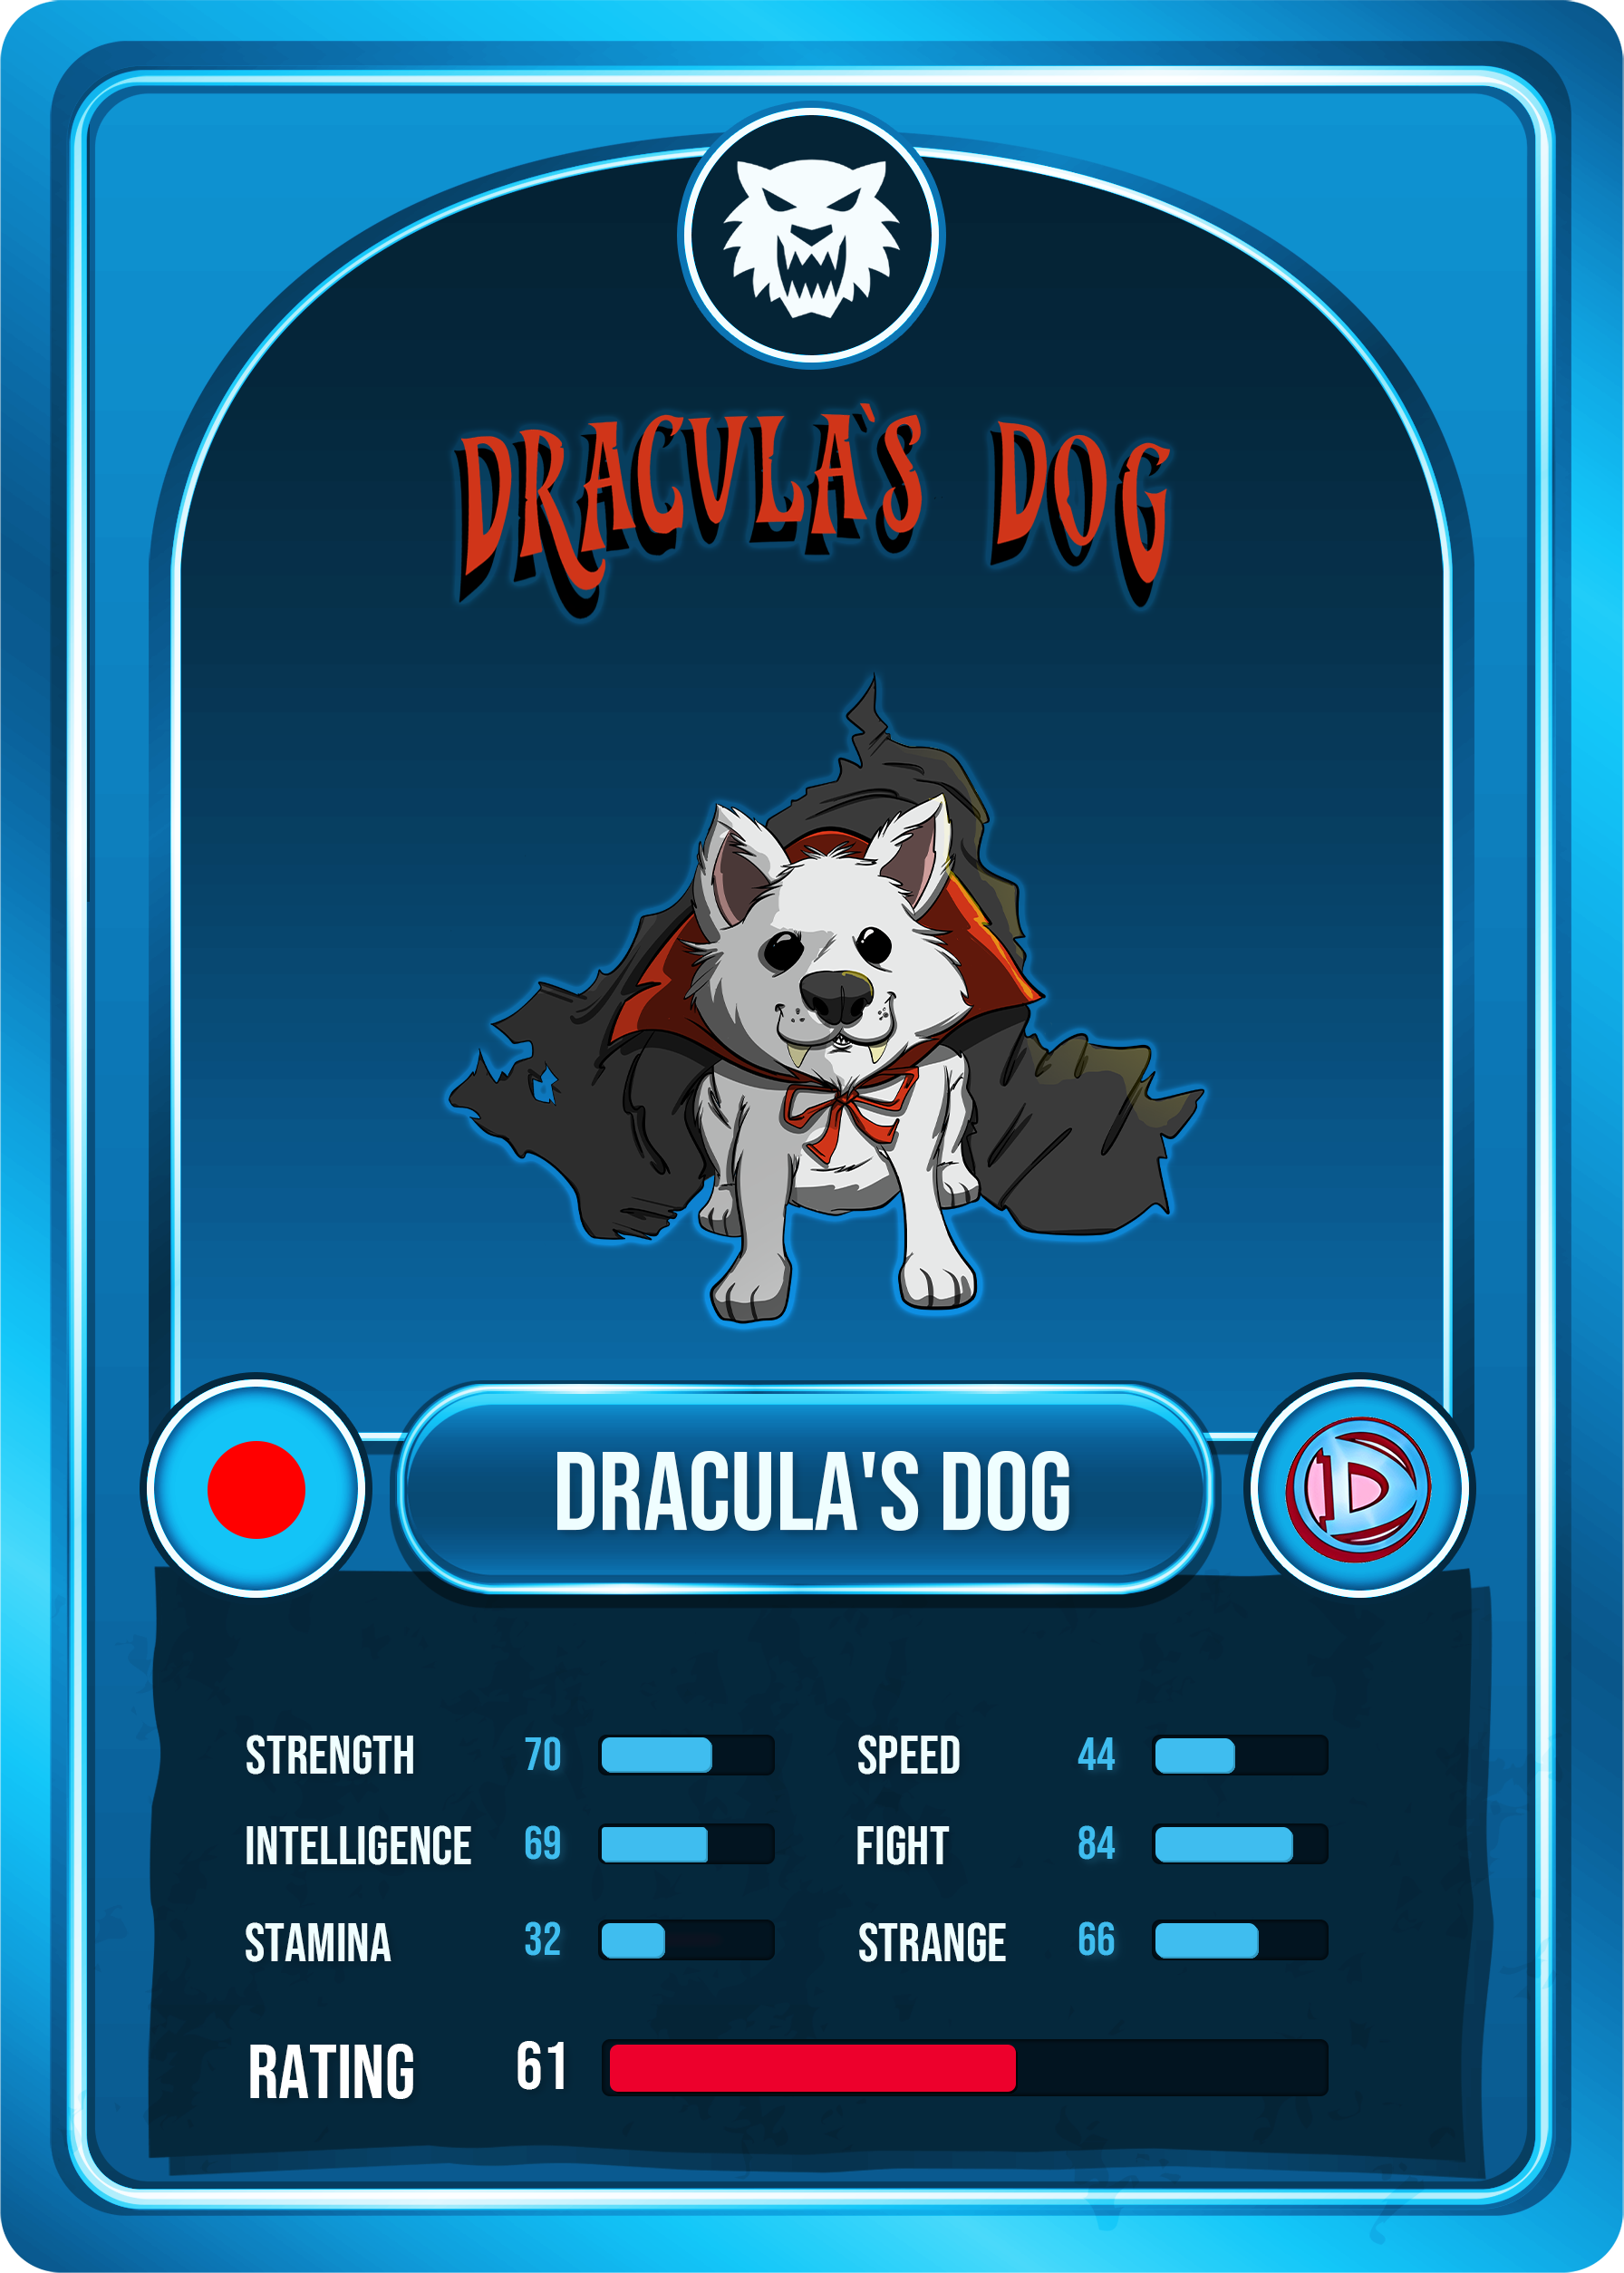 DRACULA`S DOG
DRACULA'S DOG
D
STRENGTH 70 SPEED 44
INTELLIGENCE 69 FIGHT 84
STAMINA 32 STRANGE 66
RATING 61